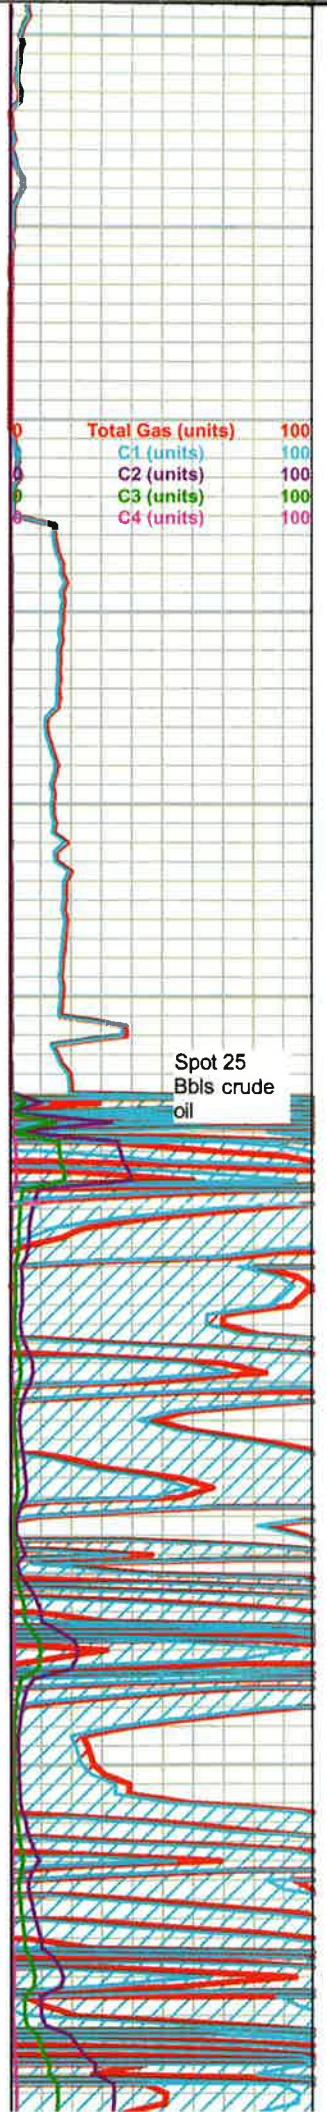 0 Total Gas (units) 100
0 C1 (units) 100
0 C2 (units) 100
0 C3 (units) 100
0 C4 (units) 100
Spot 25
Bbls crude
oil